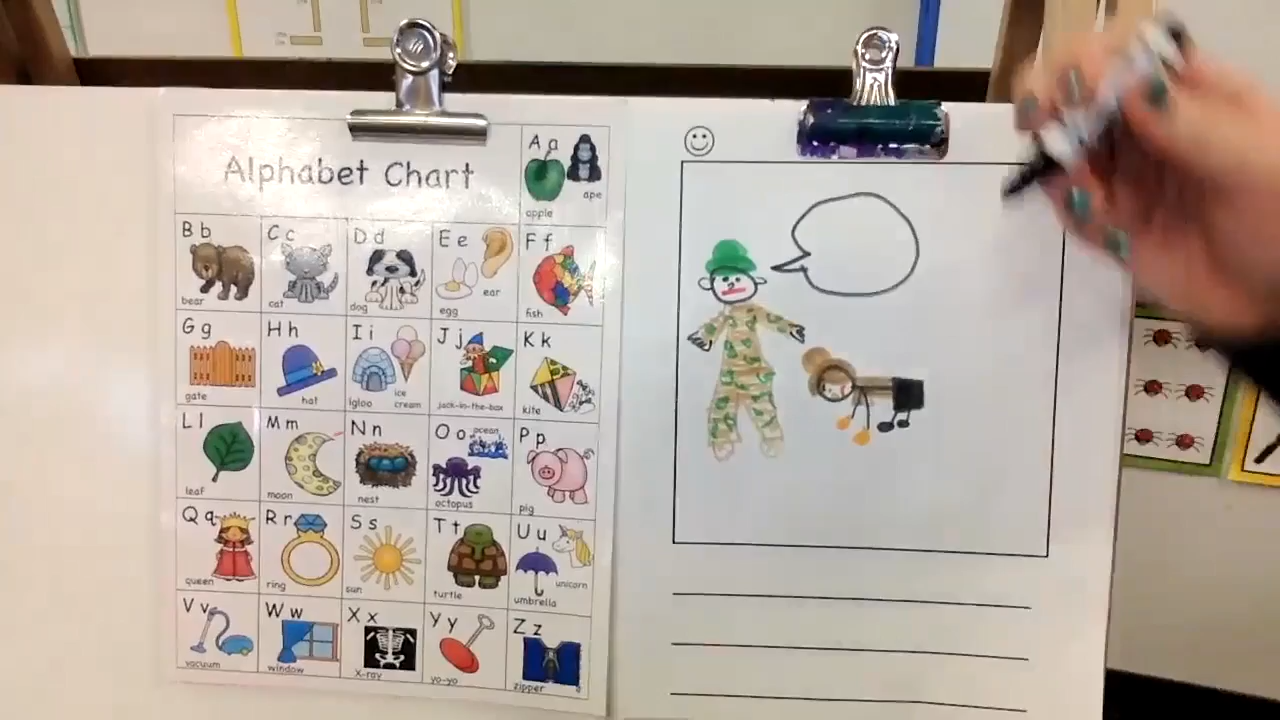 Alphabet Chart
A a
ape
apple
B b
bear
C c
cat
D d
dog
E e
ear
egg
F f
fish
G g
gate
H h
hat
I i
igloo
ice cream
J j
jack-in-the-box
K k
kite
L l
leaf
M m
moon
N n
nest
O o
ocean
octopus
P p
pig
Q q
queen
R r
ring
S s
sun
T t
turtle
U u
unicorn
umbrella
V v
vacuum
W w
window
X x
X-ray
Y y
yo-yo
Z z
zipper